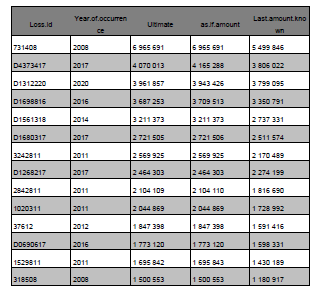 Loss.Id Year.of.occurren
ce Ultimate as.if.amount Last.amount.kno
wn
731408 2008 6 965 691 6 965 691 5 499 846
D4373417 2017 4 070 013 4 165 288 3 806 022
D1312220 2020 3 961 857 3 943 426 3 799 095
D1698816 2016 3 687 253 3 709 513 3 350 791
D1561318 2014 3 211 373 3 211 373 2 737 331
D1680317 2017 2 721 505 2 721 506 2 511 574
3242811 2011 2 569 925 2 569 925 2 170 489
D1268217 2017 2 464 303 2 464 303 2 274 199
2842811 2011 2 104 109 2 104 110 1 816 690
1020311 2011 2 044 869 2 044 869 1 728 992
37612 2012 1 847 398 1 847 398 1 591 416
D0690617 2016 1 773 120 1 773 120 1 598 331
1529811 2011 1 695 842 1 695 843 1 430 189
318508 2008 1 500 553 1 500 553 1 180 917